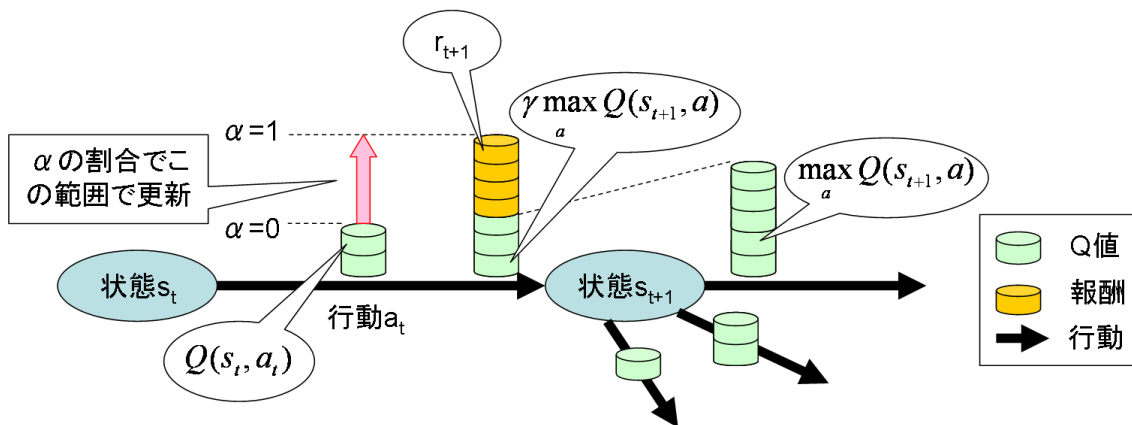 r_{t+1}
γ max_a Q(s_{t+1}, a)
α=1
αの割合でこ
の範囲で更新
max_a Q(s_{t+1}, a)
α=0
Q値
報酬
行動
状態s_t
行動a_t
状態s_{t+1}
Q(s_t, a_t)